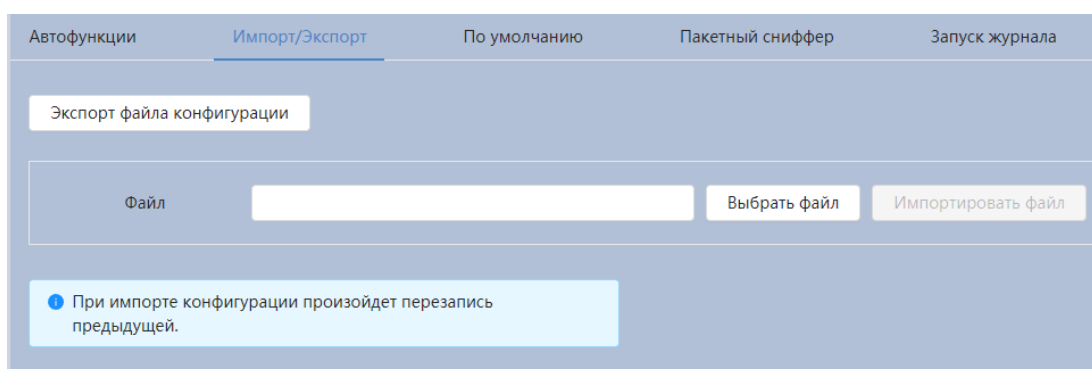 Автофункции Импорт/Экспорт По умолчанию Пакетный сниффер Запуск журнала
Экспорт файла конфигурации
Файл Выбрать файл Импортировать файл
При импорте конфигурации произойдет перезапись
предыдущей.